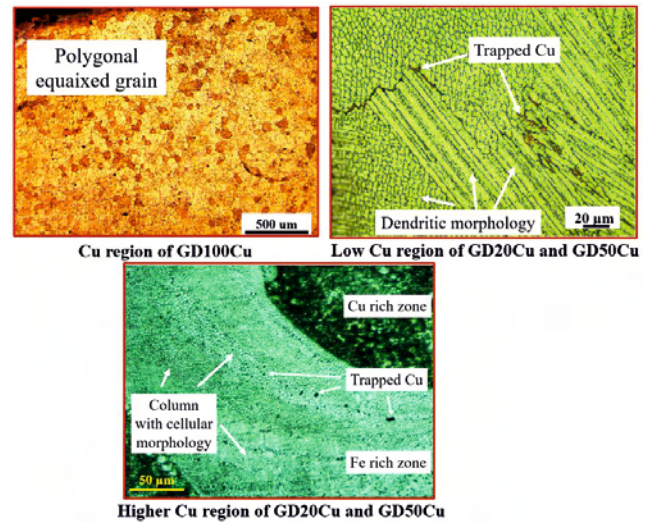 Polygonal
equaixed grain
500 um
Cu region of GD100Cu
Trapped Cu
Dendritic morphology
20 µm
Low Cu region of GD20Cu and GD50Cu
Cu rich zone
Trapped Cu
Column
with cellular
morphology
Fe rich zone
50 µm
Higher Cu region of GD20Cu and GD50Cu